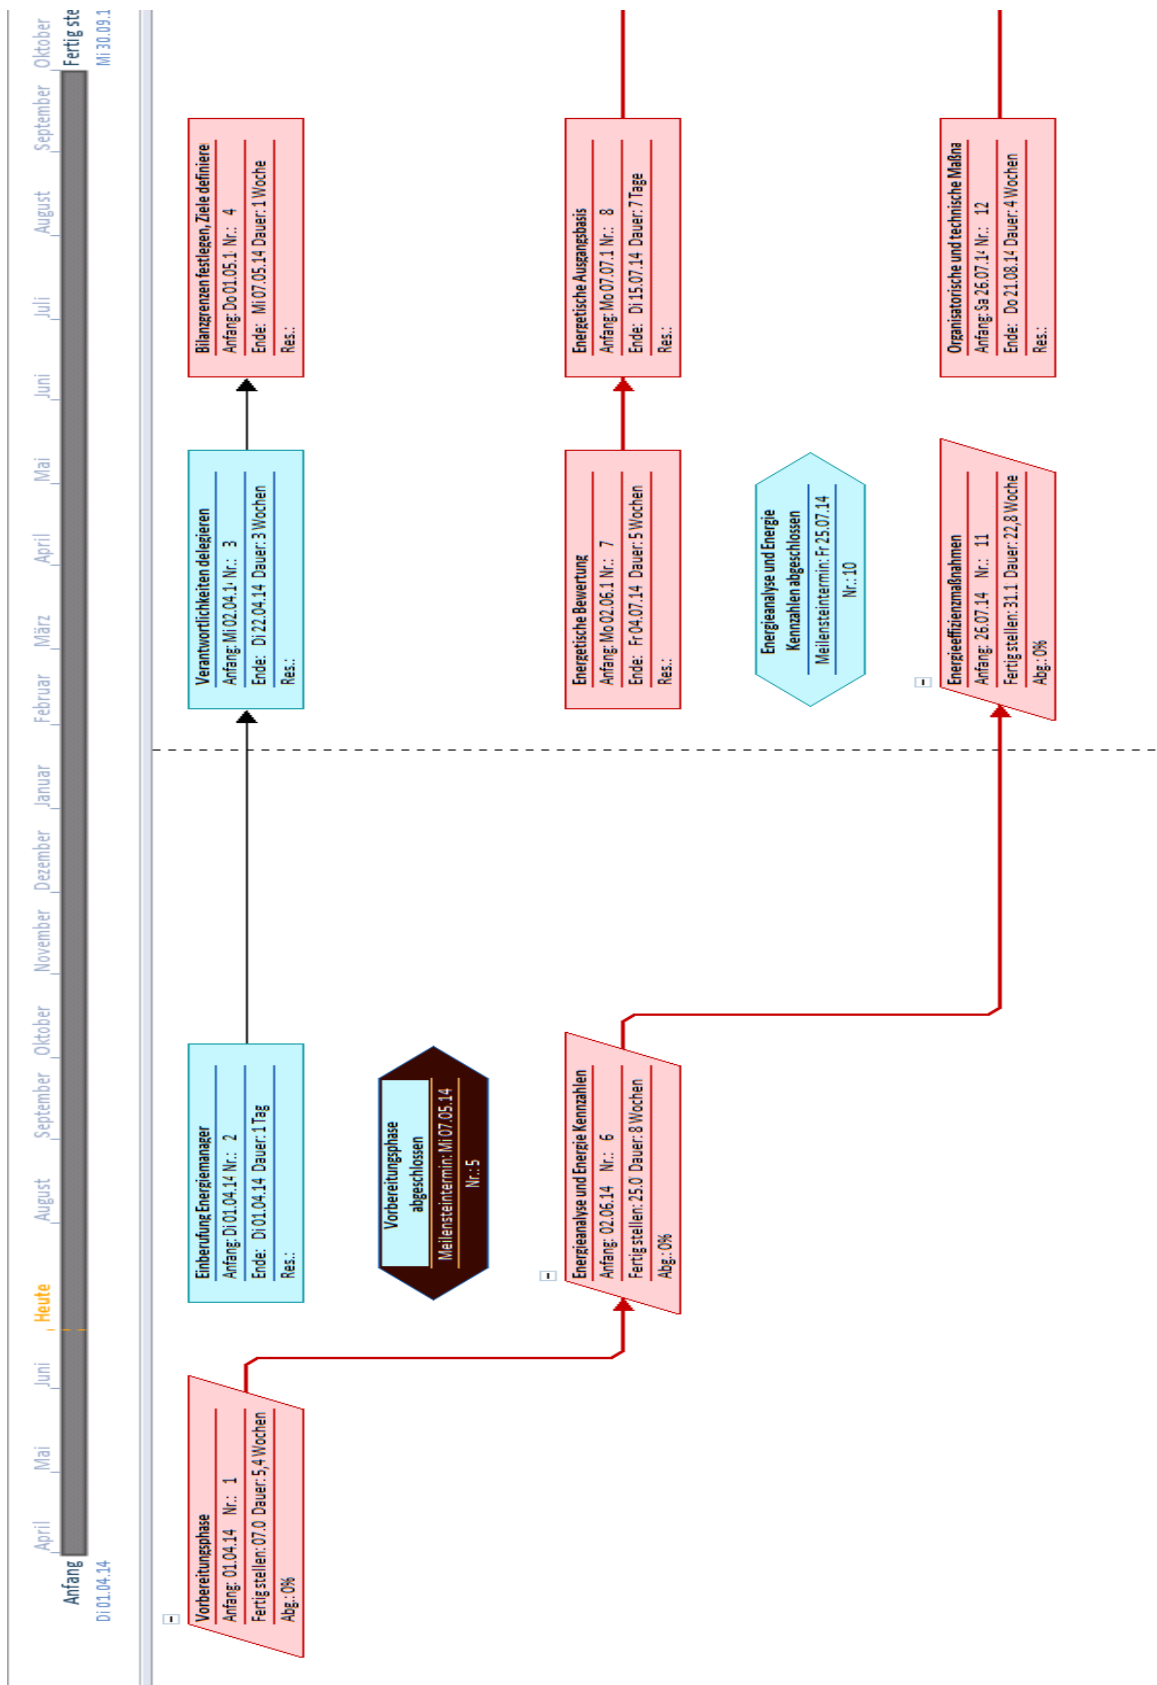 April
Mai
Juni
Heute
August
September
Oktober
November
Dezember
Januar
Februar
März
April
Mai
Juni
Juli
August
September
Oktober
Anfang
Di 01.04.14
Fertig ste
Mi 30.09.1
Vorbereitungsphase
Anfang: 01.04.14 Nr.: 1
Fertig stellen: 07.0 Dauer: 5,4 Wochen
Abg.: 0%
Einberufung Energiemanager
Anfang: Di 01.04.14 Nr.: 2
Ende: Di 01.04.14 Dauer: 1 Tag
Res.:
Verantwortlichkeiten delegieren
Anfang: Mi 02.04.1 Nr.: 3
Ende: Di 22.04.14 Dauer: 3 Wochen
Res.:
Bilanzgrenzen festlegen, Ziele definiere
Anfang: Do 01.05.1 Nr.: 4
Ende: Mi 07.05.14 Dauer: 1 Woche
Res.:
Vorbereitungsphase
abgeschlossen
Meilensteintermin: Mi 07.05.14
Nr.: 5
Energieanalyse und Energie Kennzahlen
Anfang: 02.06.14 Nr.: 6
Fertig stellen: 25.0 Dauer: 8 Wochen
Abg.: 0%
Energetische Bewertung
Anfang: Mo 02.06.1 Nr.: 7
Ende: Fr 04.07.14 Dauer: 5 Wochen
Res.:
Energetische Ausgangsbasis
Anfang: Mo 07.07.1 Nr.: 8
Ende: Di 15.07.14 Dauer: 7 Tage
Res.:
Energieanalyse und Energie
Kennzahlen abgeschlossen
Meilensteintermin: Fr 25.07.14
Nr.: 10
Energieeffizienzmaßnahmen
Anfang: 26.07.14 Nr.: 11
Fertig stellen: 31.1 Dauer: 22,8 Woche
Abg.: 0%
Organisatorische und technische Maßna
Anfang: Sa 26.07.1 Nr.: 12
Ende: Do 21.08.14 Dauer: 4 Wochen
Res.: